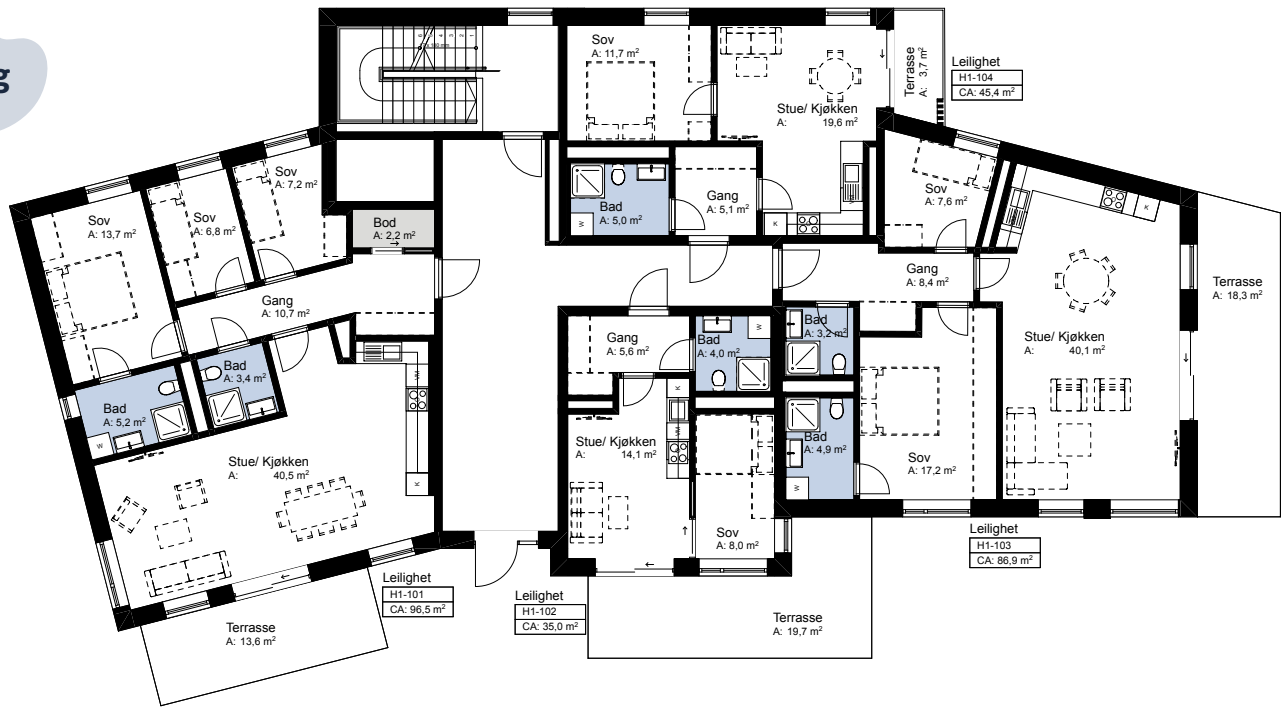 g
Sov
A: 11,7 m²
Stue/ Kjøkken
A: 19,6 m²
Terrasse
A: 3,7 m²
Leilighet
H1-104
CA: 45,4 m²
Bad
A: 5,0 m²
W
Gang
A: 5,1 m²
K
Sov
A: 7,2 m²
Sov
A: 6,8 m²
Sov
A: 13,7 m²
Bod
A: 2,2 m²
Gang
A: 10,7 m²
Bad
A: 3,4 m²
Bad
A: 5,2 m²
W
Stue/ Kjøkken
A: 40,5 m²
VM
K
Terrasse
A: 13,6 m²
Leilighet
H1-101
CA: 96,5 m²
Gang
A: 5,6 m²
Bad
A: 4,0 m²
W
K
VM
Stue/ Kjøkken
A: 14,1 m²
Sov
A: 8,0 m²
Leilighet
H1-102
CA: 35,0 m²
Terrasse
A: 19,7 m²
Sov
A: 7,6 m²
Gang
A: 8,4 m²
Bad
A: 3,2 m²
Bad
A: 4,9 m²
W
Sov
A: 17,2 m²
K
Stue/ Kjøkken
A: 40,1 m²
Terrasse
A: 18,3 m²
Leilighet
H1-103
CA: 86,9 m²